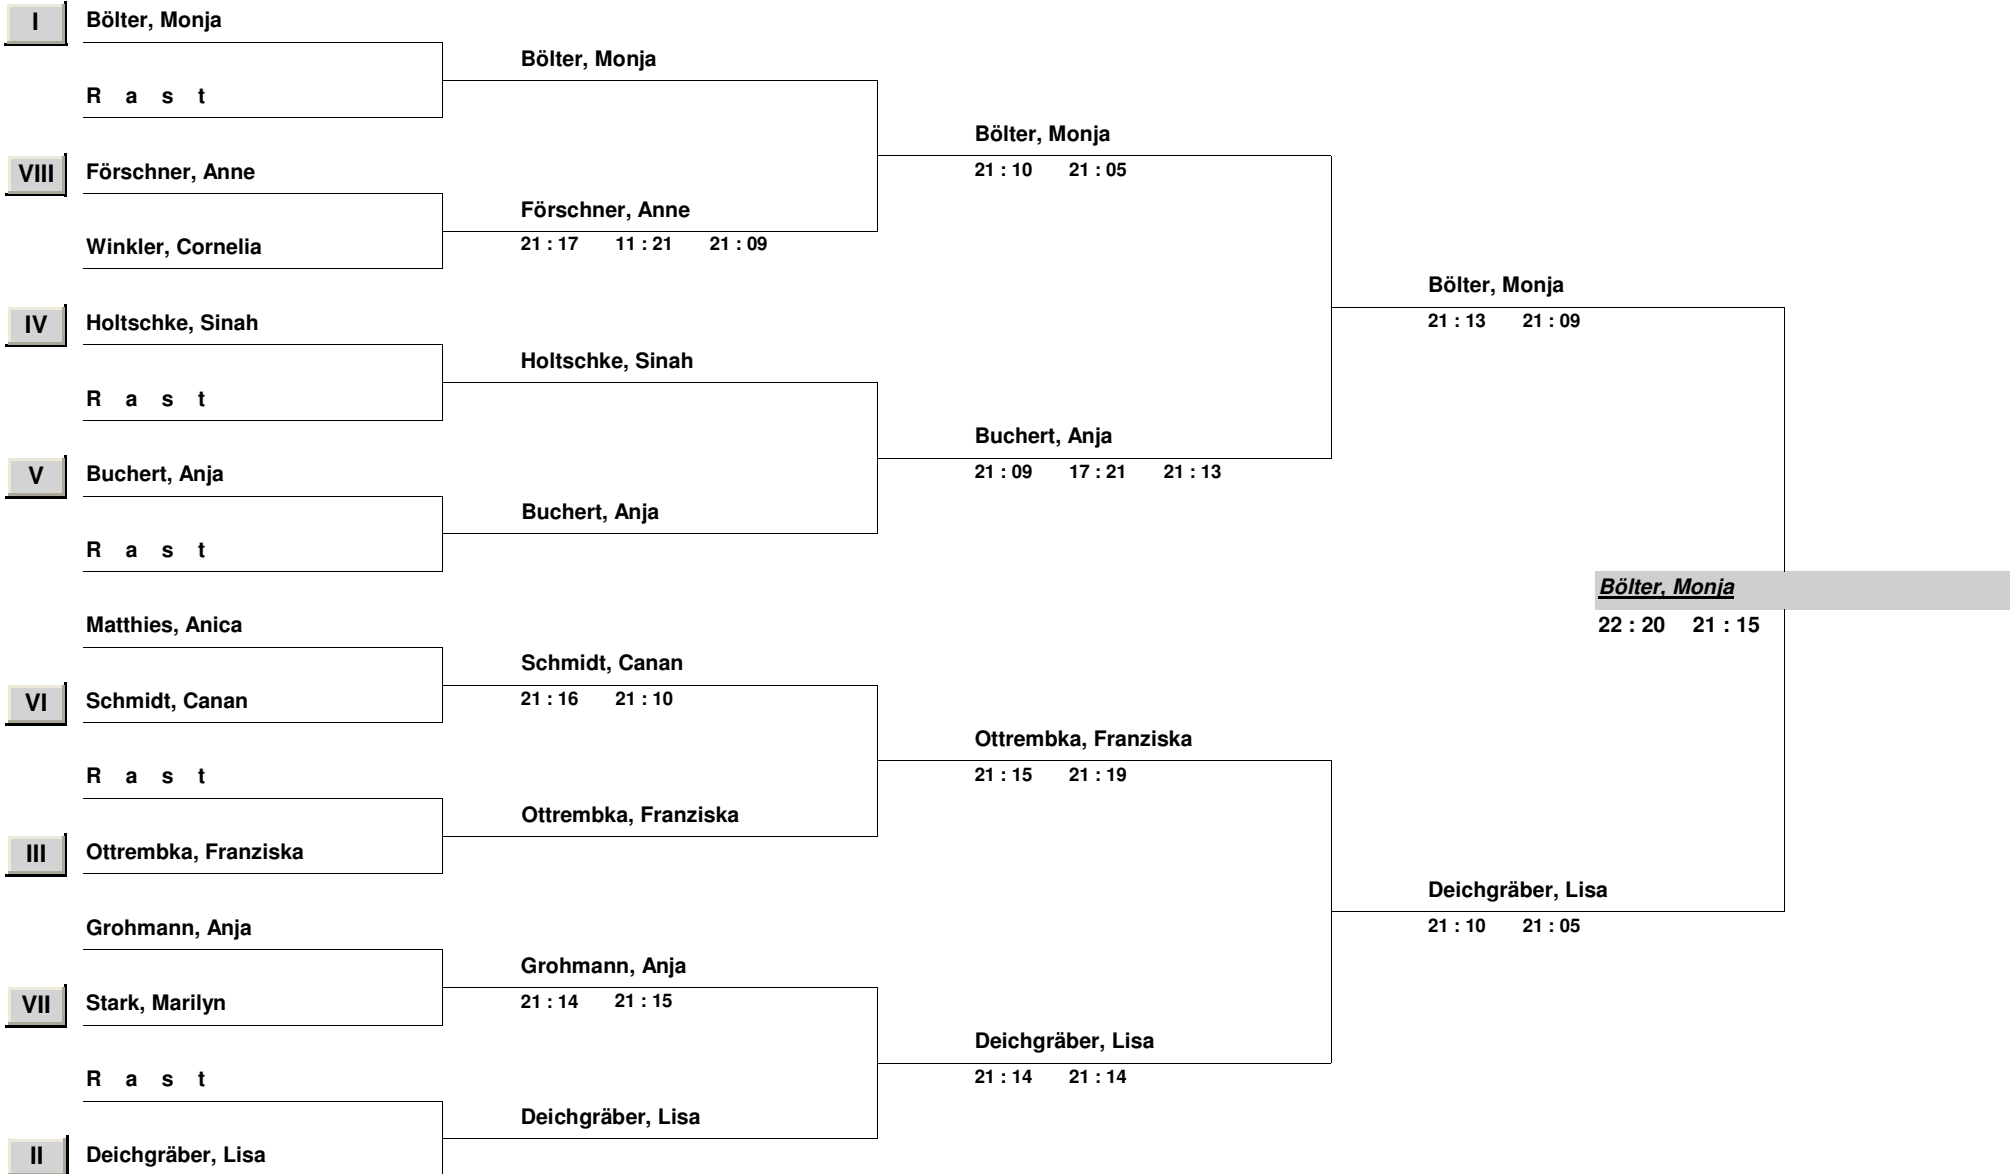 I Bölter, Monja
Bölter, Monja
R a s t
Bölter, Monja
21 : 10 21 : 05
VIII Förschner, Anne
Förschner, Anne
21 : 17 11 : 21 21 : 09
Winkler, Cornelia
Bölter, Monja
21 : 13 21 : 09
IV Holtschke, Sinah
Holtschke, Sinah
R a s t
Buchert, Anja
21 : 09 17 : 21 21 : 13
V Buchert, Anja
Buchert, Anja
R a s t
Bölter, Monja
22 : 20 21 : 15
Matthies, Anica
Schmidt, Canan
21 : 16 21 : 10
VI Schmidt, Canan
Ottrembka, Franziska
21 : 15 21 : 19
R a s t
Ottrembka, Franziska
III Ottrembka, Franziska
Deichgräber, Lisa
21 : 10 21 : 05
Grohmann, Anja
Grohmann, Anja
21 : 14 21 : 15
VII Stark, Marilyn
Deichgräber, Lisa
21 : 14 21 : 14
R a s t
Deichgräber, Lisa
II Deichgräber, Lisa